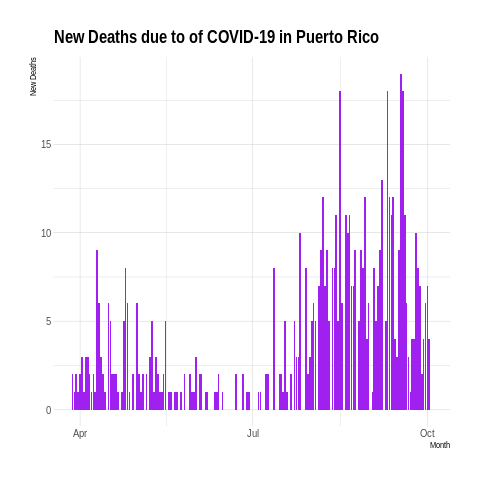 New Deaths due to of COVID-19 in Puerto Rico
New Deaths
15
10
5
0
Apr
Jul
Oct
Month